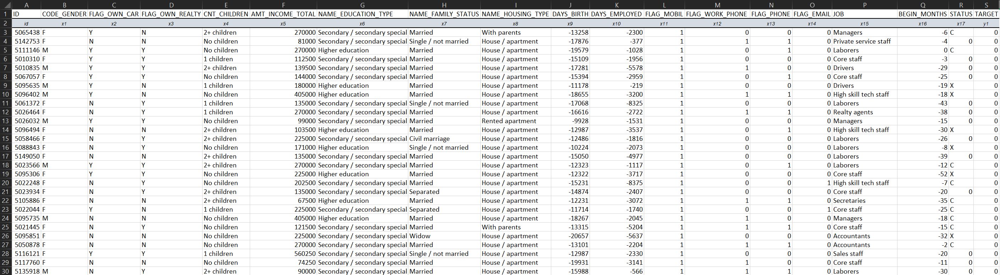 A B C D E F G H I J K L M N O P Q R S
1 ID CODE_GENDER FLAG_OWN_CAR FLAG_OWN_REALTY CNT_CHILDREN AMT_INCOME_TOTAL NAME_EDUCATION_TYPE NAME_FAMILY_STATUS NAME_HOUSING_TYPE DAYS_BIRTH DAYS_EMPLOYED FLAG_MOBIL FLAG_WORK_PHONE FLAG_PHONE FLAG_EMAIL JOB BEGIN_MONTHS STATUS TARGET
2 id x1 x2 x3 x4 x5 x6 x7 x8 x9 x10 x11 x12 x13 x14 x15 x16 x17 y1
3 5065438 F Y N 2+ children 270000 Secondary / secondary special Married With parents -13258 -2300 1 0 0 0 Managers -6 C 0
4 5142753 F N N No children 81000 Secondary / secondary special Single / not married House / apartment -17876 -377 1 1 1 0 Private service staff -4 0 0
5 5111146 M Y Y No children 270000 Higher education Married House / apartment -19579 -1028 1 0 1 0 Laborers 0 C 0
6 5010310 F Y Y 1 children 112500 Secondary / secondary special Married House / apartment -15109 -1956 1 0 0 0 Core staff -3 0 0
7 5010835 M Y Y 2+ children 139500 Secondary / secondary special Married House / apartment -17281 -5578 1 1 0 0 Drivers -29 0 0
8 5067057 F Y Y No children 144000 Secondary / secondary special Married House / apartment -15394 -2959 1 0 1 0 Core staff -25 0 0
9 5095635 M Y N 1 children 180000 Higher education Married House / apartment -11178 -219 1 0 0 0 Drivers -19 X 0
10 5096402 M Y N No children 405000 Higher education Married House / apartment -18655 -3200 1 1 1 0 High skill tech staff -18 X 0
11 5061372 F N Y 1 children 135000 Secondary / secondary special Single / not married House / apartment -17068 -8325 1 0 0 0 Laborers -43 0 0
12 5026464 F N Y 1 children 270000 Secondary / secondary special Married House / apartment -16616 -2722 1 1 1 0 Realty agents -38 0 0
13 5026032 M Y Y No children 99000 Secondary / secondary special Married Rented apartment -9928 -1531 1 0 0 0 Managers -15 0 0
14 5096494 F N N 2+ children 103500 Higher education Married House / apartment -12987 -3537 1 0 1 0 High skill tech staff -30 X 0
15 5058466 F N Y 2+ children 225000 Secondary / secondary special Civil marriage House / apartment -12486 -1816 1 0 0 0 Laborers -26 0 0
16 5088843 F N Y No children 171000 Higher education Single / not married House / apartment -10224 -2073 1 0 0 0 Laborers -8 X 0
17 5149050 F N N 2+ children 135000 Secondary / secondary special Married House / apartment -15050 -4977 1 0 0 0 Laborers -39 0 0
18 5023566 M Y Y 2+ children 270000 Secondary / secondary special Married House / apartment -12323 -1117 1 0 1 0 Laborers -12 C 0
19 5095306 F Y Y No children 225000 Higher education Married House / apartment -12322 -3717 1 0 0 0 Core staff -52 X 0
20 5022248 F N Y No children 202500 Secondary / secondary special Married House / apartment -15231 -8375 1 0 0 1 High skill tech staff -7 C 0
21 5023934 F N Y 2+ children 135000 Secondary / secondary special Separated House / apartment -14874 -2407 1 0 0 0 Core staff -20 0 0
22 5105886 F N N 2+ children 67500 Higher education Married House / apartment -12231 -3072 1 1 1 0 Secretaries -35 C 0
23 5022044 F Y N 1 children 225000 Secondary / secondary special Separated House / apartment -11714 -1740 1 0 0 1 Core staff -25 C 0
24 5095735 M N N No children 405000 Higher education Married House / apartment -18267 -2045 1 1 0 0 Managers -18 C 0
25 5021445 F N Y No children 121500 Secondary / secondary special Married With parents -13315 -5204 1 1 1 0 Core staff -15 C 0
26 5095851 F N N No children 225000 Secondary / secondary special Widow House / apartment -20657 -5637 1 0 0 0 Accountants -32 X 0
27 5050878 F N N No children 270000 Secondary / secondary special Married House / apartment -13101 -2204 1 1 1 0 Accountants -2 C 0
28 5116121 F Y Y 1 children 560250 Secondary / secondary special Single / not married House / apartment -12987 -2330 1 0 0 0 Sales staff -20 0 0
29 5117760 F N N No children 74250 Secondary / secondary special Married House / apartment -19931 -3141 1 1 0 0 Core staff -11 0 0
30 5135918 M N Y 2+ children 90000 Secondary / secondary special Married House / apartment -15988 -566 1 1 1 0 Laborers -30 0 0